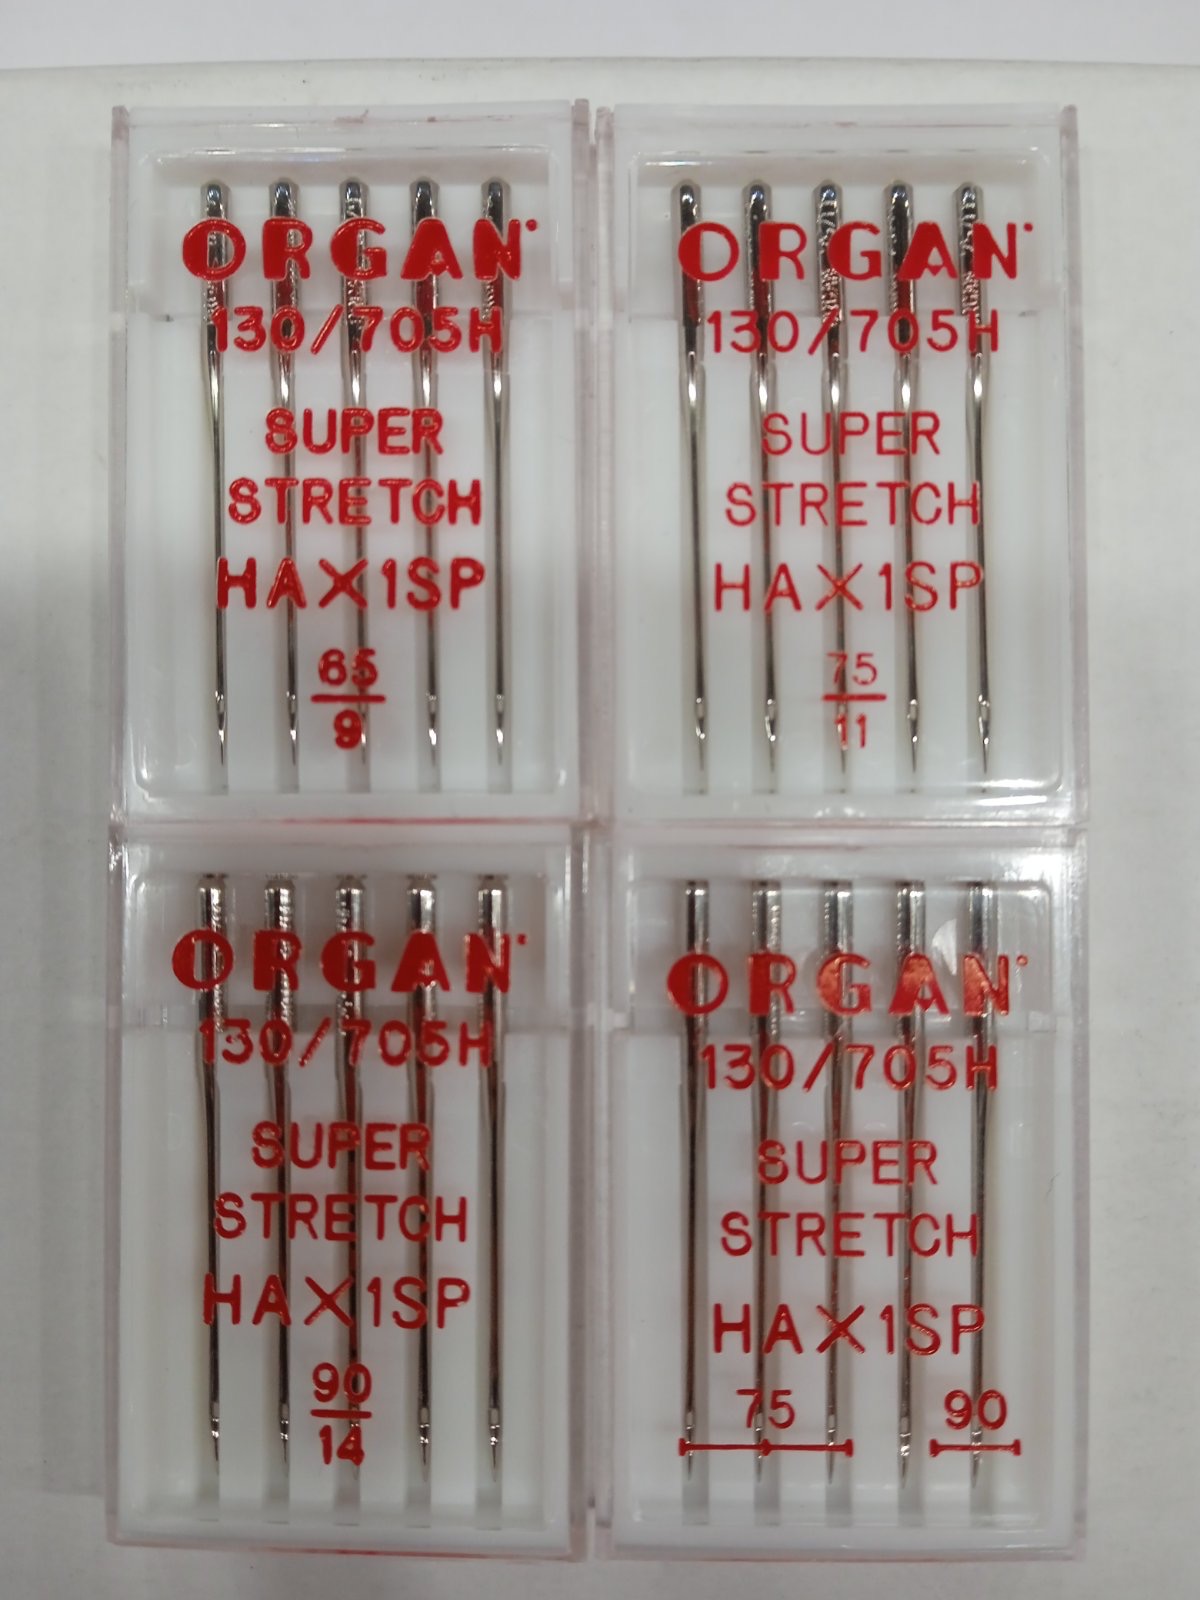 ORGAN
130/705H
SUPER
STRETCH
HAX1SP
65
9
ORGAN
130/705H
SUPER
STRETCH
HAX1SP
75
11
ORGAN
130/705H
SUPER
STRETCH
HAX1SP
90
14
ORGAN
130/705H
SUPER
STRETCH
HAX1SP
75 90